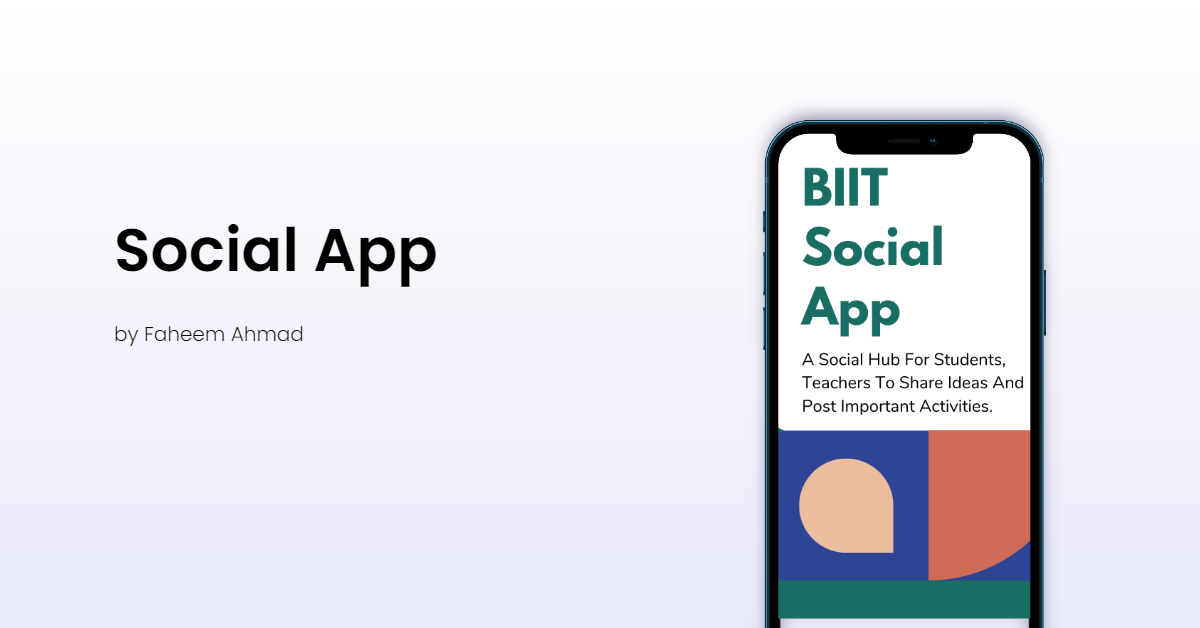 Social App
by Faheem Ahmad
BIIT
Social
App
A Social Hub For Students,
Teachers To Share Ideas And
Post Important Activities.